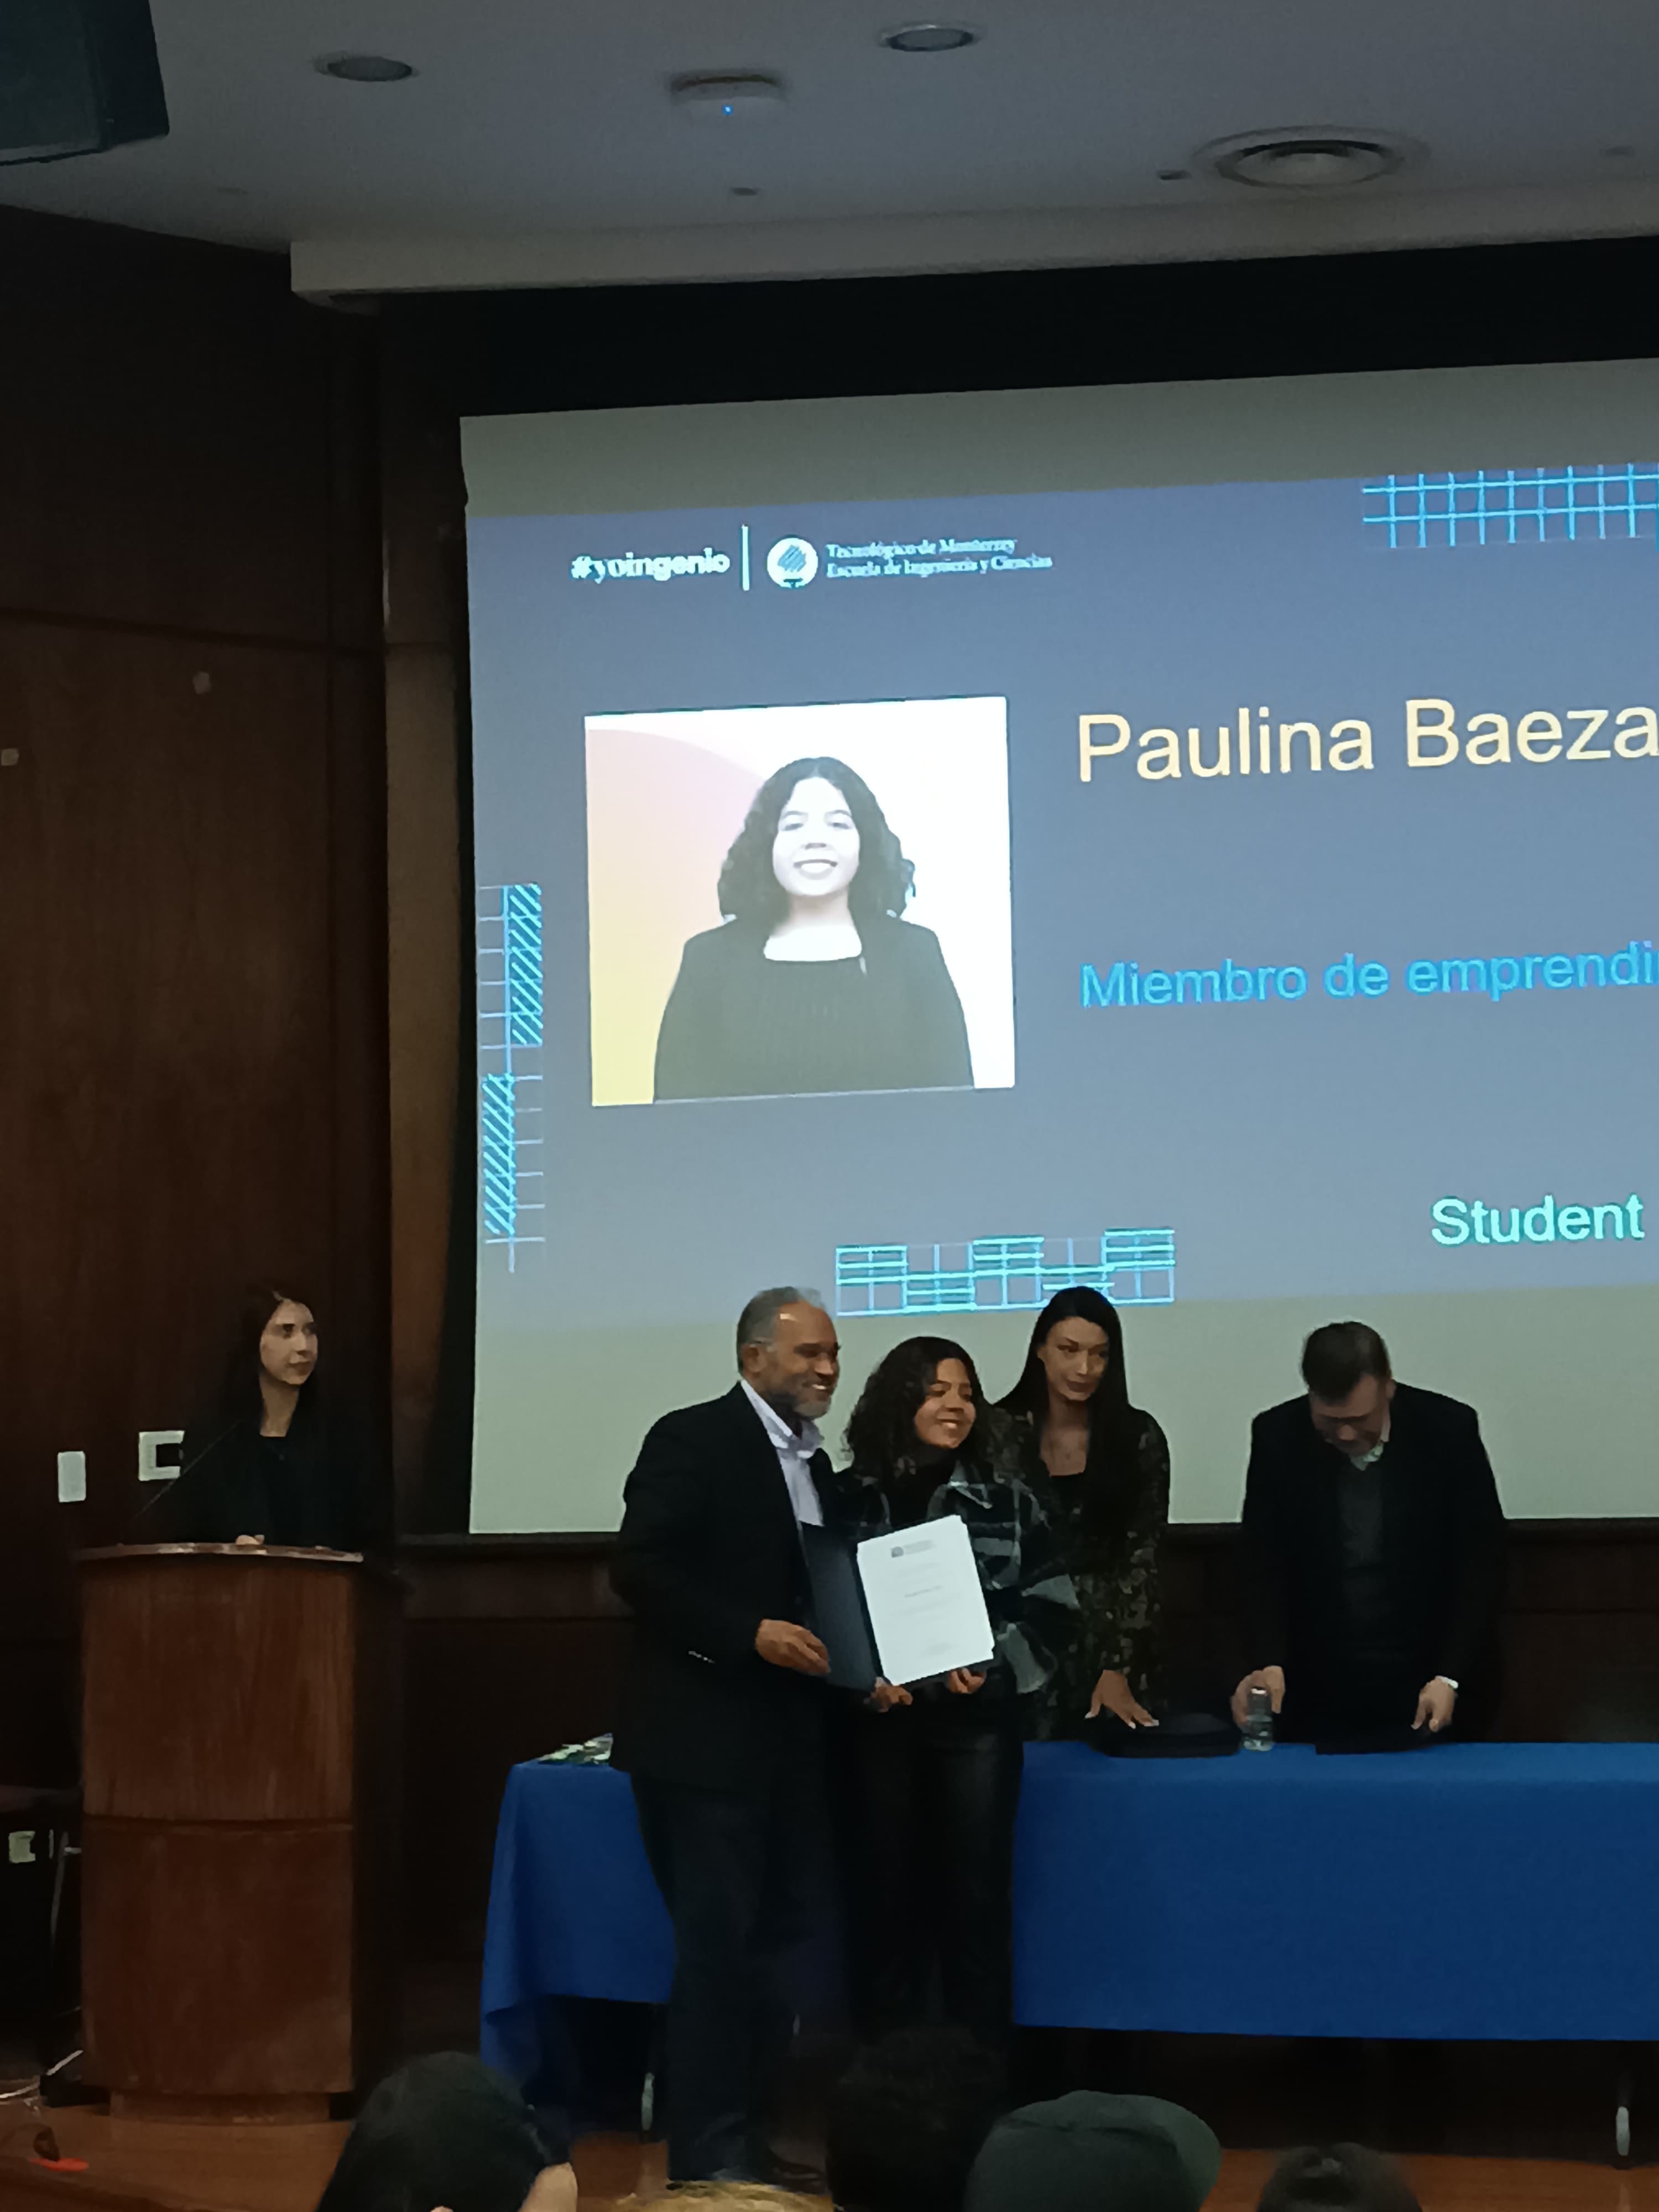 #yoingenio
Tecnológico de Monterrey
Escuela de Ingeniería y Ciencias
Paulina Baeza
Miembro de emprendi
Student